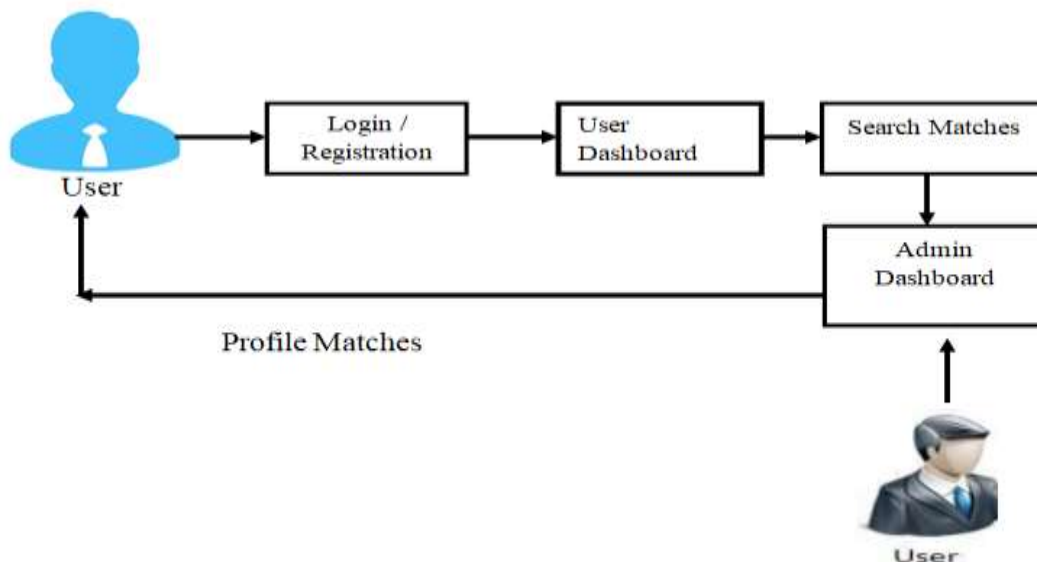 Login /
Registration
User
Dashboard
Search Matches
User
Admin
Dashboard
Profile Matches
User